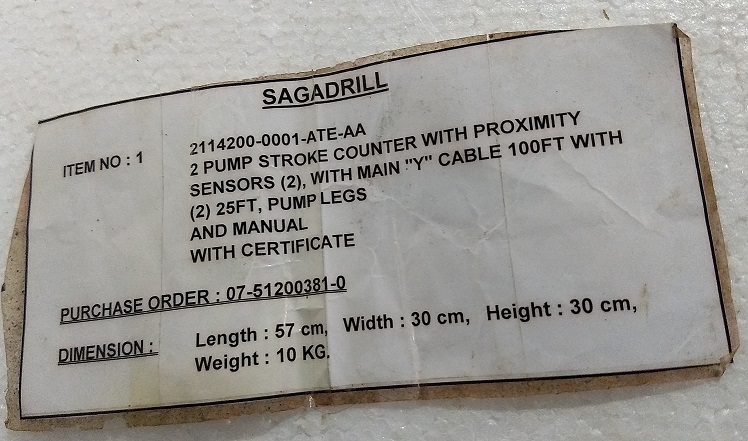 SAGADRILL
ITEM NO : 1 2114200-0001-ATE-AA
2 PUMP STROKE COUNTER WITH PROXIMITY
SENSORS (2), WITH MAIN "Y" CABLE 100FT WITH
(2) 25FT, PUMP LEGS
AND MANUAL
WITH CERTIFICATE
PURCHASE ORDER : 07-51200381-0
DIMENSION : Length : 57 cm, Width : 30 cm, Height : 30 cm,
Weight : 10 KG.